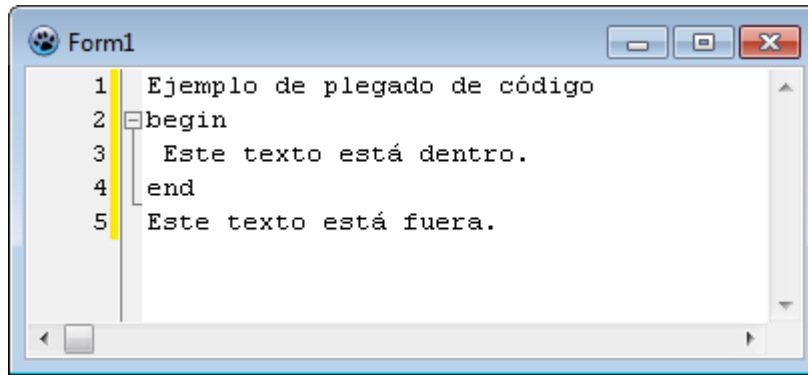 Form1
1 Ejemplo de plegado de código
2 begin
3 Este texto está dentro.
4 end
5 Este texto está fuera.